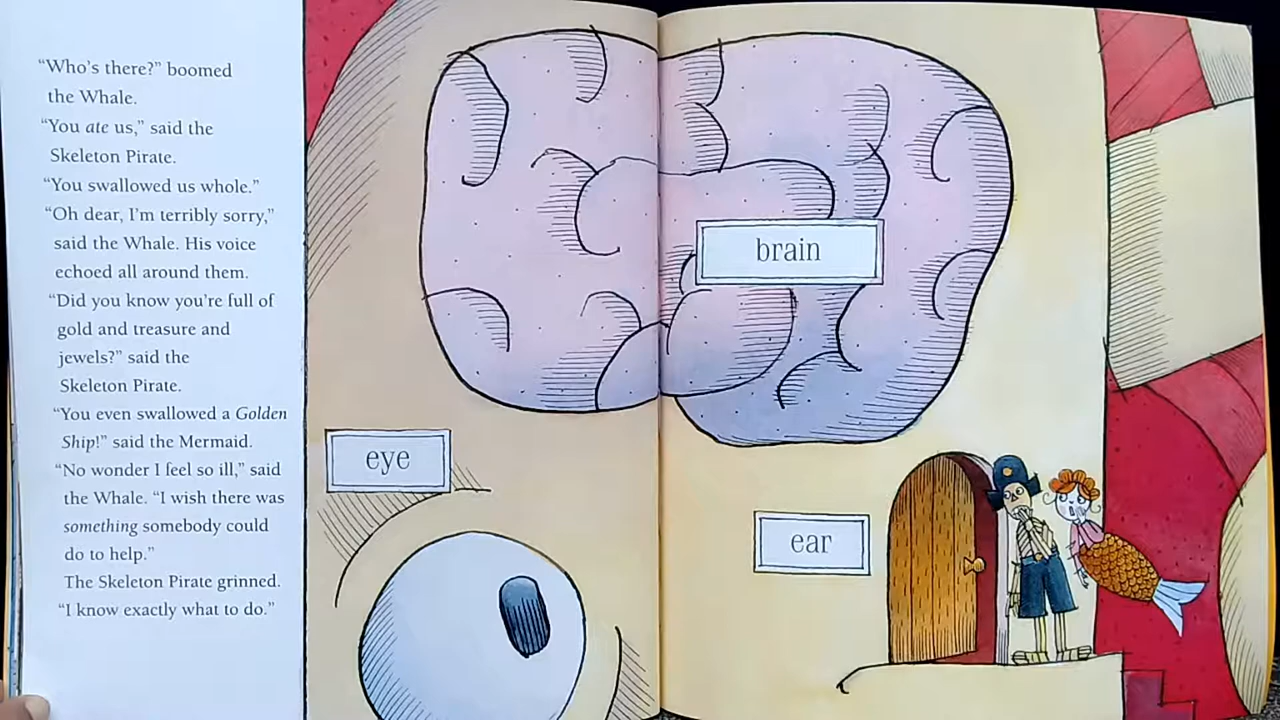 “Who’s there?” boomed
the Whale.
“You ate us,” said the
Skeleton Pirate.
“You swallowed us whole.”
“Oh dear, I’m terribly sorry,”
said the Whale. His voice
echoed all around them.
“Did you know you’re full of
gold and treasure and
jewels?” said the
Skeleton Pirate.
“You even swallowed a Golden
Ship!” said the Mermaid.
“No wonder I feel so ill,” said
the Whale. “I wish there was
something somebody could
do to help.”
The Skeleton Pirate grinned.
“I know exactly what to do.”
brain
eye
ear